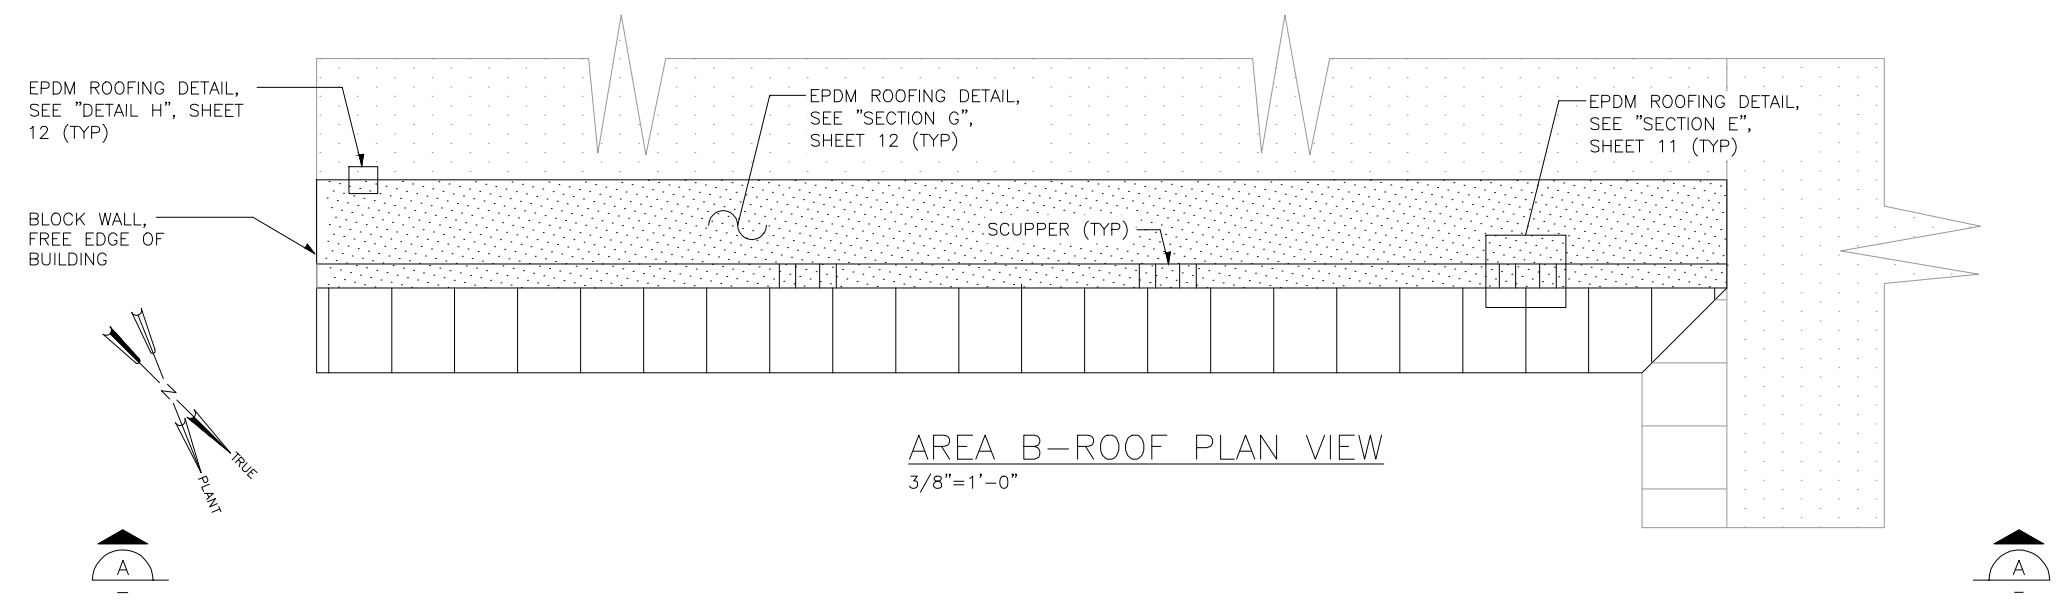 EPDM ROOFING DETAIL,
SEE "DETAIL H", SHEET
12 (TYP)
EPDM ROOFING DETAIL,
SEE "SECTION G",
SHEET 12 (TYP)
EPDM ROOFING DETAIL,
SEE "SECTION E",
SHEET 11 (TYP)
BLOCK WALL,
FREE EDGE OF
BUILDING
SCUPPER (TYP)
N
TRUE
PLANT
AREA B-ROOF PLAN VIEW
3/8"=1'-0"
A
-
A
-